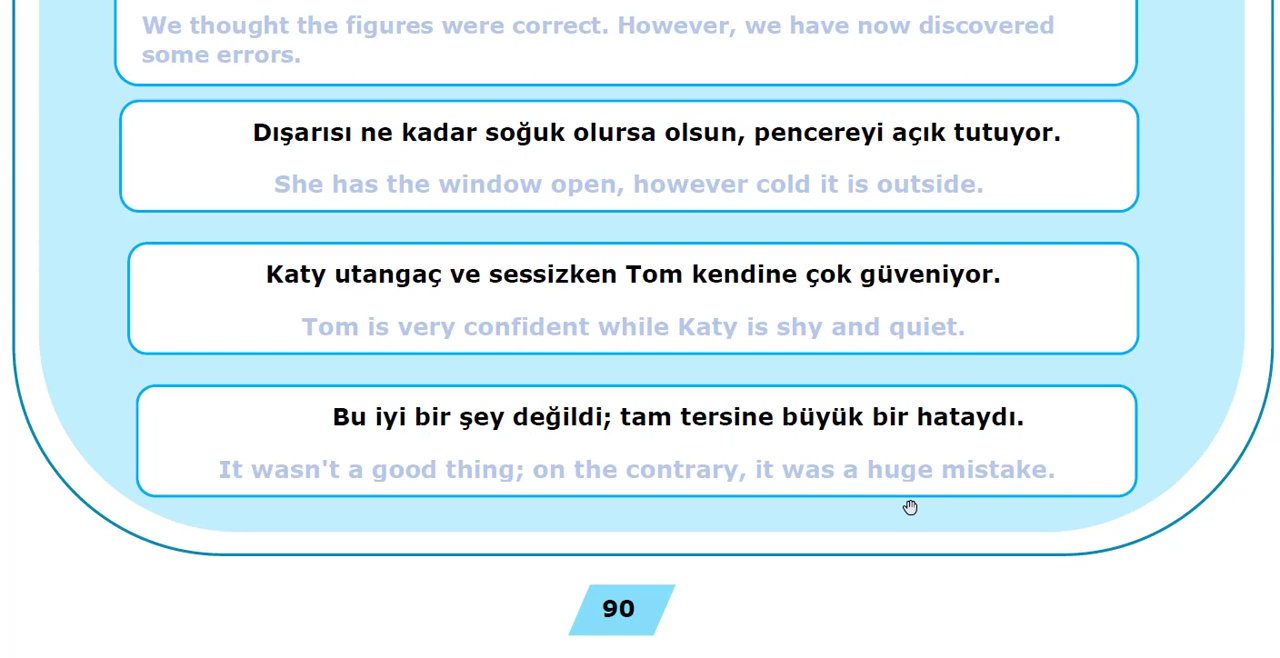 We thought the figures were correct. However, we have now discovered
some errors.
Dışarısı ne kadar soğuk olursa olsun, pencereyi açık tutuyor.
She has the window open, however cold it is outside.
Katy utangaç ve sessizken Tom kendine çok güveniyor.
Tom is very confident while Katy is shy and quiet.
Bu iyi bir şey değildi; tam tersine büyük bir hataydı.
It wasn't a good thing; on the contrary, it was a huge mistake.
90